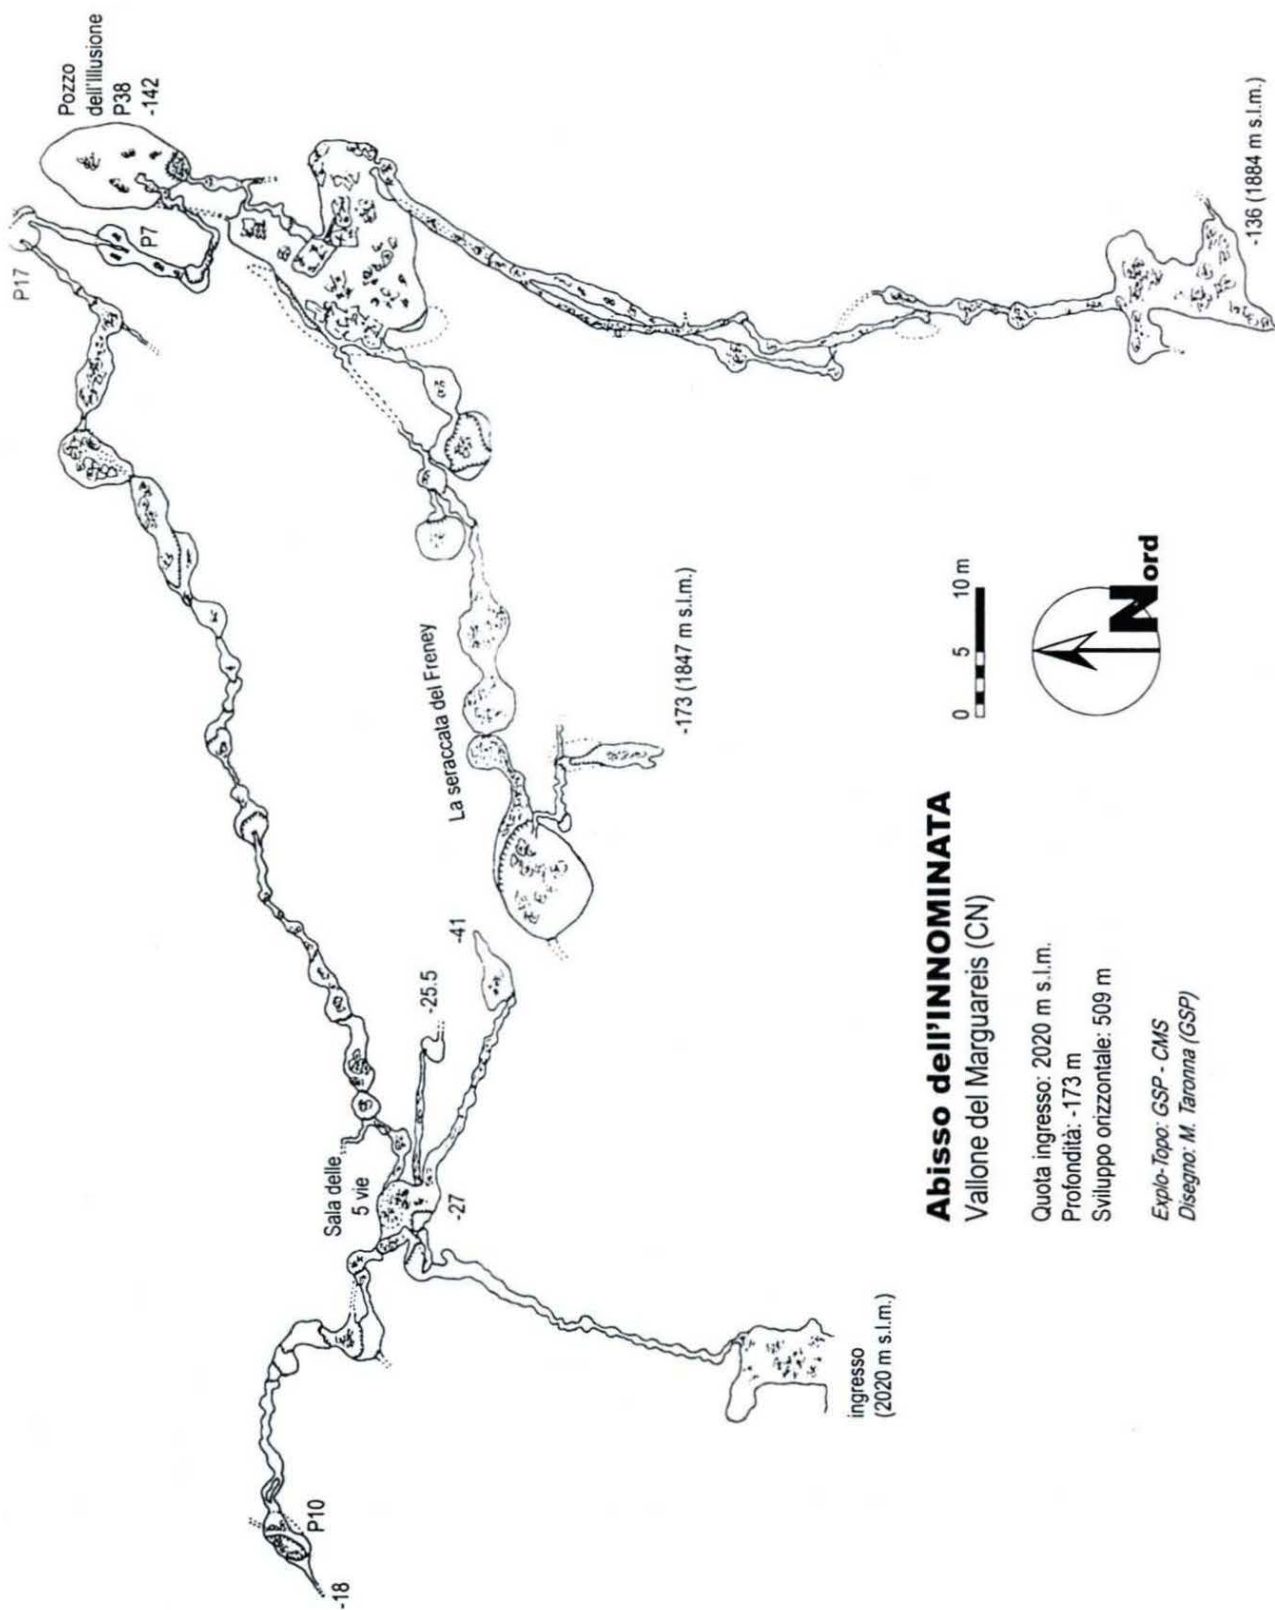 Pozzo
dell'Illusione
P38
-142
P17
P7
-136 (1884 m s.l.m.)
La seraccata del Freney
-173 (1847 m s.l.m.)
-41
-25.5
Sala delle
5 vie
-27
P10
-18
ingresso
(2020 m s.l.m.)
0 5 10 m
Nord
Abisso dell'INNOMINATA
Vallone del Marguareis (CN)
Quota ingresso: 2020 m s.l.m.
Profondità: -173 m
Sviluppo orizzontale: 509 m
Explo-Topo: GSP - CMS
Disegno: M. Taronna (GSP)